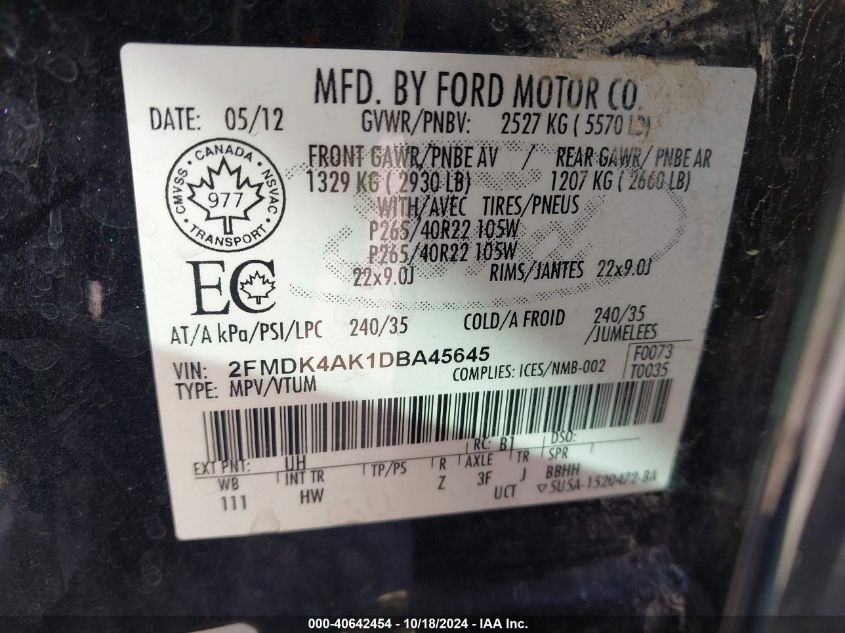 MFD. BY FORD MOTOR CO.
DATE: 05/12 GVWR/PNBV: 2527 KG ( 5570 LB)
FRONT GAWR/PNBE AV / REAR GAWR/ PNBE AR
1329 KG ( 2930 LB) 1207 KG ( 2660 LB)
WITH/AVEC TIRES/PNEUS
P265/40R22 105W
P265/40R22 105W
22x9.0J RIMS/JANTES 22x9.0J
CMVSS · CANADA · NSVAC
977
· TRANSPORT ·
EC
AT/A kPa/PSI/LPC 240/35 COLD/A FROID 240/35
/JUMELEES
VIN: 2FMDK4AK1DBA45645
TYPE: MPV/VTUM COMPLIES: ICES/NMB-002
F0073
T0035
EXT PNT: UH RC: B1 DSO:
WB INT TR TP/PS R AXLE TR SPR
111 HW Z 3F J BBHH
UCT ▽5U5A-1520472-BA
000-40642454 - 10/18/2024 - IAA Inc.